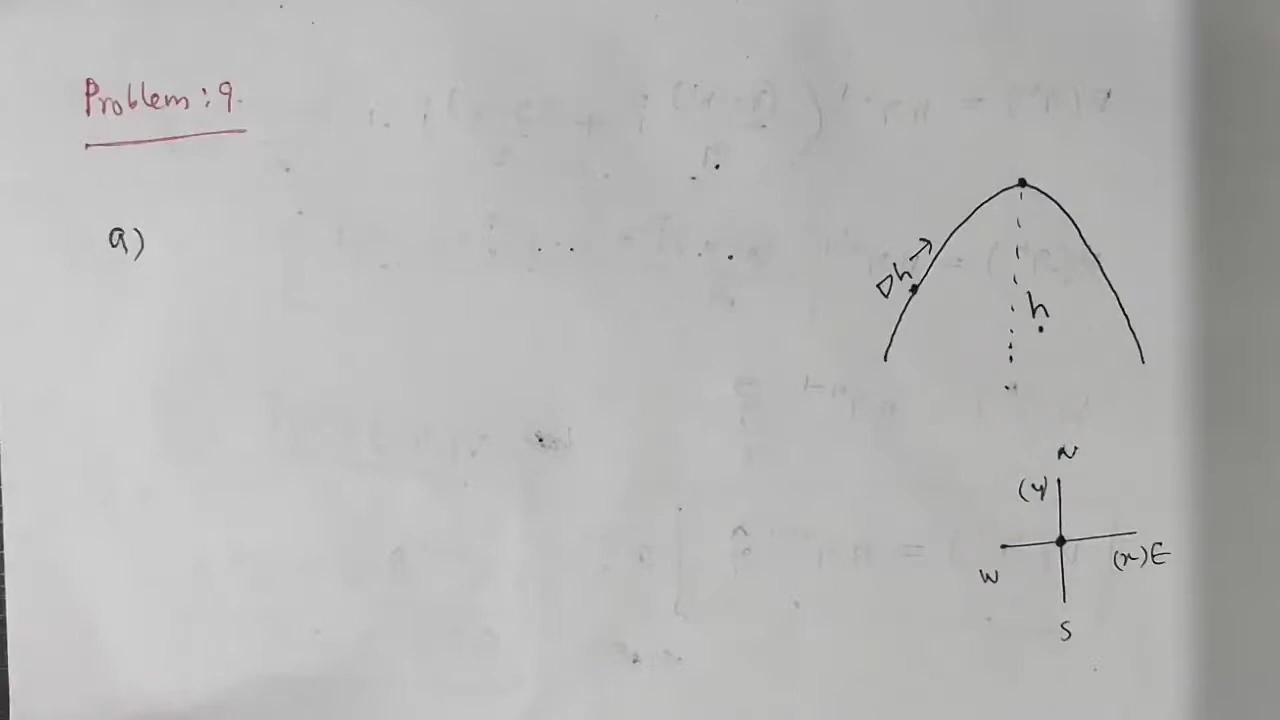 Problem: 9.
a)
∇h
h
N
(y)
W
(x) E
S